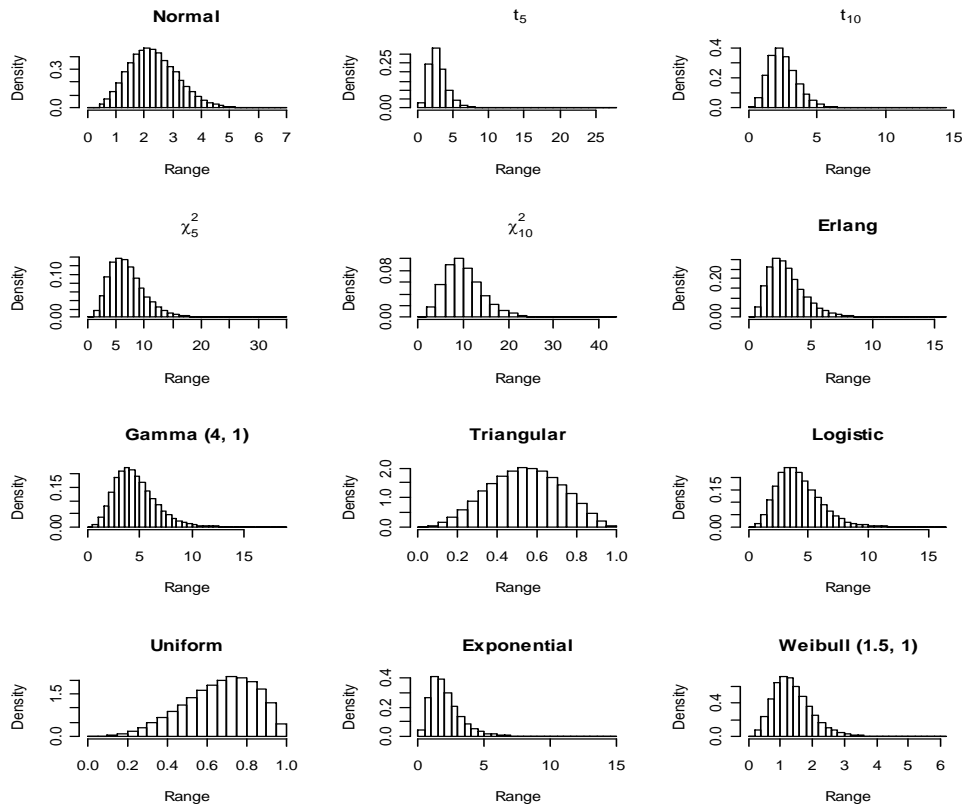 Normal
Density
0.0 0.3
0 1 2 3 4 5 6 7
Range
t5
Density
0.00 0.25
0 5 10 15 20 25
Range
t10
Density
0.0 0.2 0.4
0 5 10 15
Range
χ²5
Density
0.00 0.10
0 5 10 20 30
Range
χ²10
Density
0.00 0.08
0 10 20 30 40
Range
Erlang
Density
0.00 0.20
0 5 10 15
Range
Gamma (4, 1)
Density
0.00 0.15
0 5 10 15
Range
Triangular
Density
0.0 1.0 2.0
0.0 0.2 0.4 0.6 0.8 1.0
Range
Logistic
Density
0.00 0.15
0 5 10 15
Range
Uniform
Density
0.0 1.5
0.0 0.2 0.4 0.6 0.8 1.0
Range
Exponential
Density
0.0 0.2 0.4
0 5 10 15
Range
Weibull (1.5, 1)
Density
0.0 0.4
0 1 2 3 4 5 6
Range